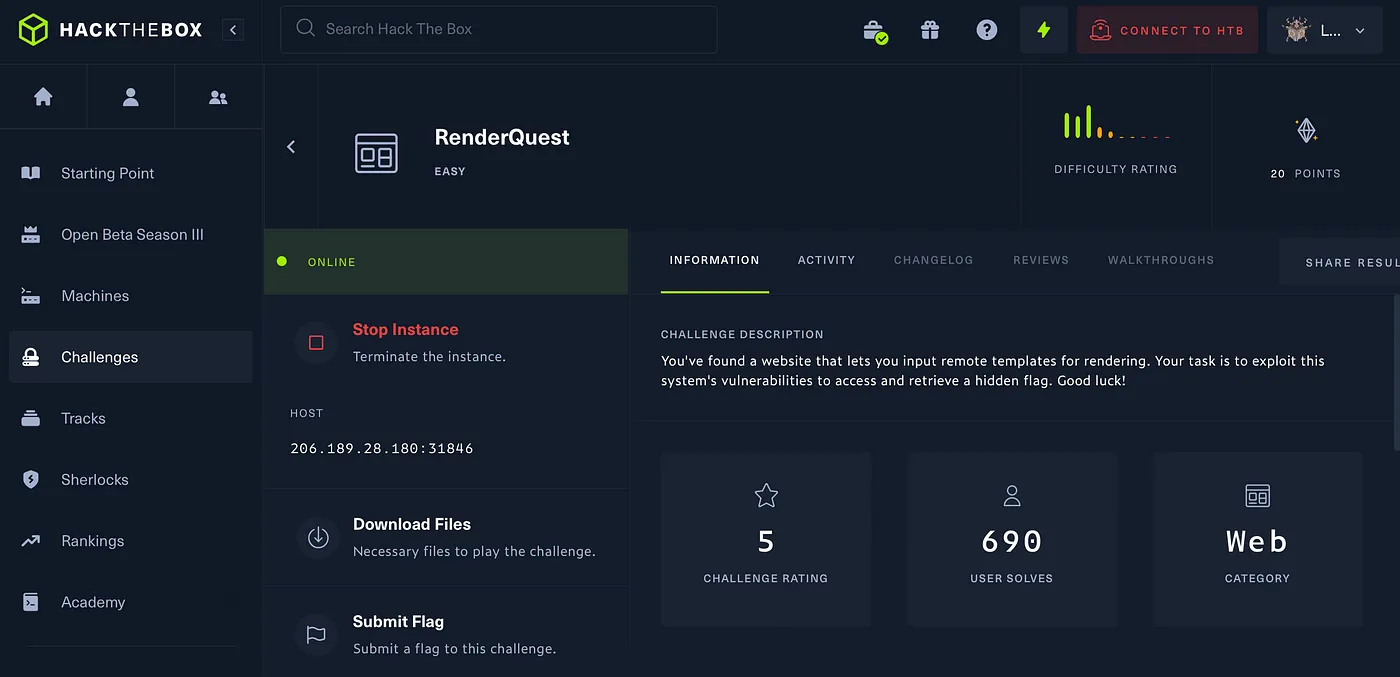 HACKTHEBOX
Search Hack The Box
CONNECT TO HTB
L...
Starting Point
Open Beta Season III
Machines
Challenges
Tracks
Sherlocks
Rankings
Academy
RenderQuest
EASY
DIFFICULTY RATING
20 POINTS
ONLINE
Stop Instance
Terminate the instance.
HOST
206.189.28.180:31846
Download Files
Necessary files to play the challenge.
Submit Flag
Submit a flag to this challenge.
INFORMATION ACTIVITY CHANGELOG REVIEWS WALKTHROUGHS
SHARE RESUL
CHALLENGE DESCRIPTION
You've found a website that lets you input remote templates for rendering. Your task is to exploit this
system's vulnerabilities to access and retrieve a hidden flag. Good luck!
5
CHALLENGE RATING
690
USER SOLVES
Web
CATEGORY